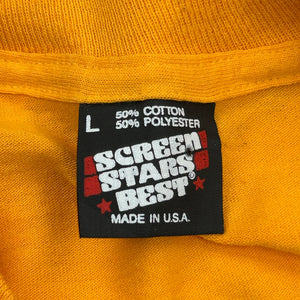 L
50% COTTON
50% POLYESTER
SCREEN
STARS
BEST®
MADE IN U.S.A.